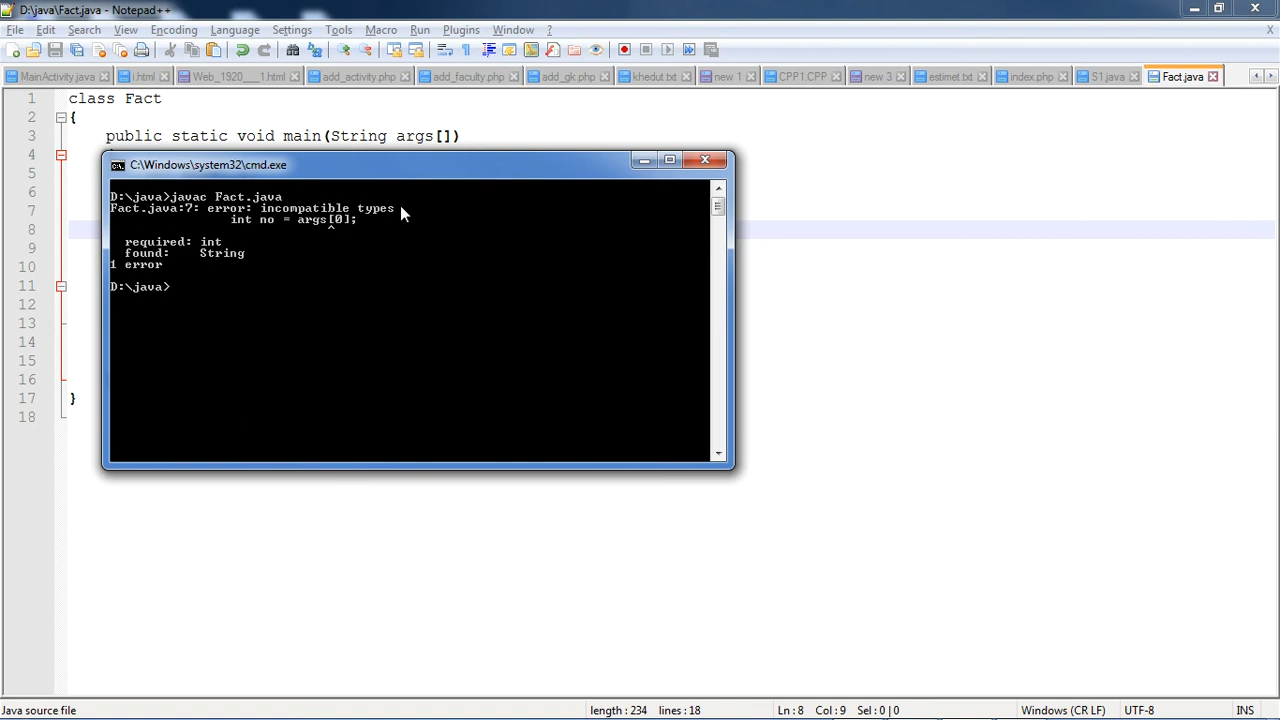 D:\java\Fact.java - Notepad++
File Edit Search View Encoding Language Settings Tools Macro Run Plugins Window ?
X
MainActivity.java i.html Web_1920___1.html add_activity.php add_faculty.php add_gk.php khedut.txt new 1 CPP1.CPP new 3 estimet.txt index.php S1.java Fact.java
1 class Fact
2 {
3 public static void main(String args[])
4
5
6
7
8
9
10
11
12
13
14
15
16
17 }
18
C:\Windows\system32\cmd.exe
D:\java>javac Fact.java
Fact.java:7: error: incompatible types
int no = args[0];
^
required: int
found: String
1 error
D:\java>
Java source file length : 234 lines : 18 Ln : 8 Col : 9 Sel : 0 | 0 Windows (CR LF) UTF-8 INS